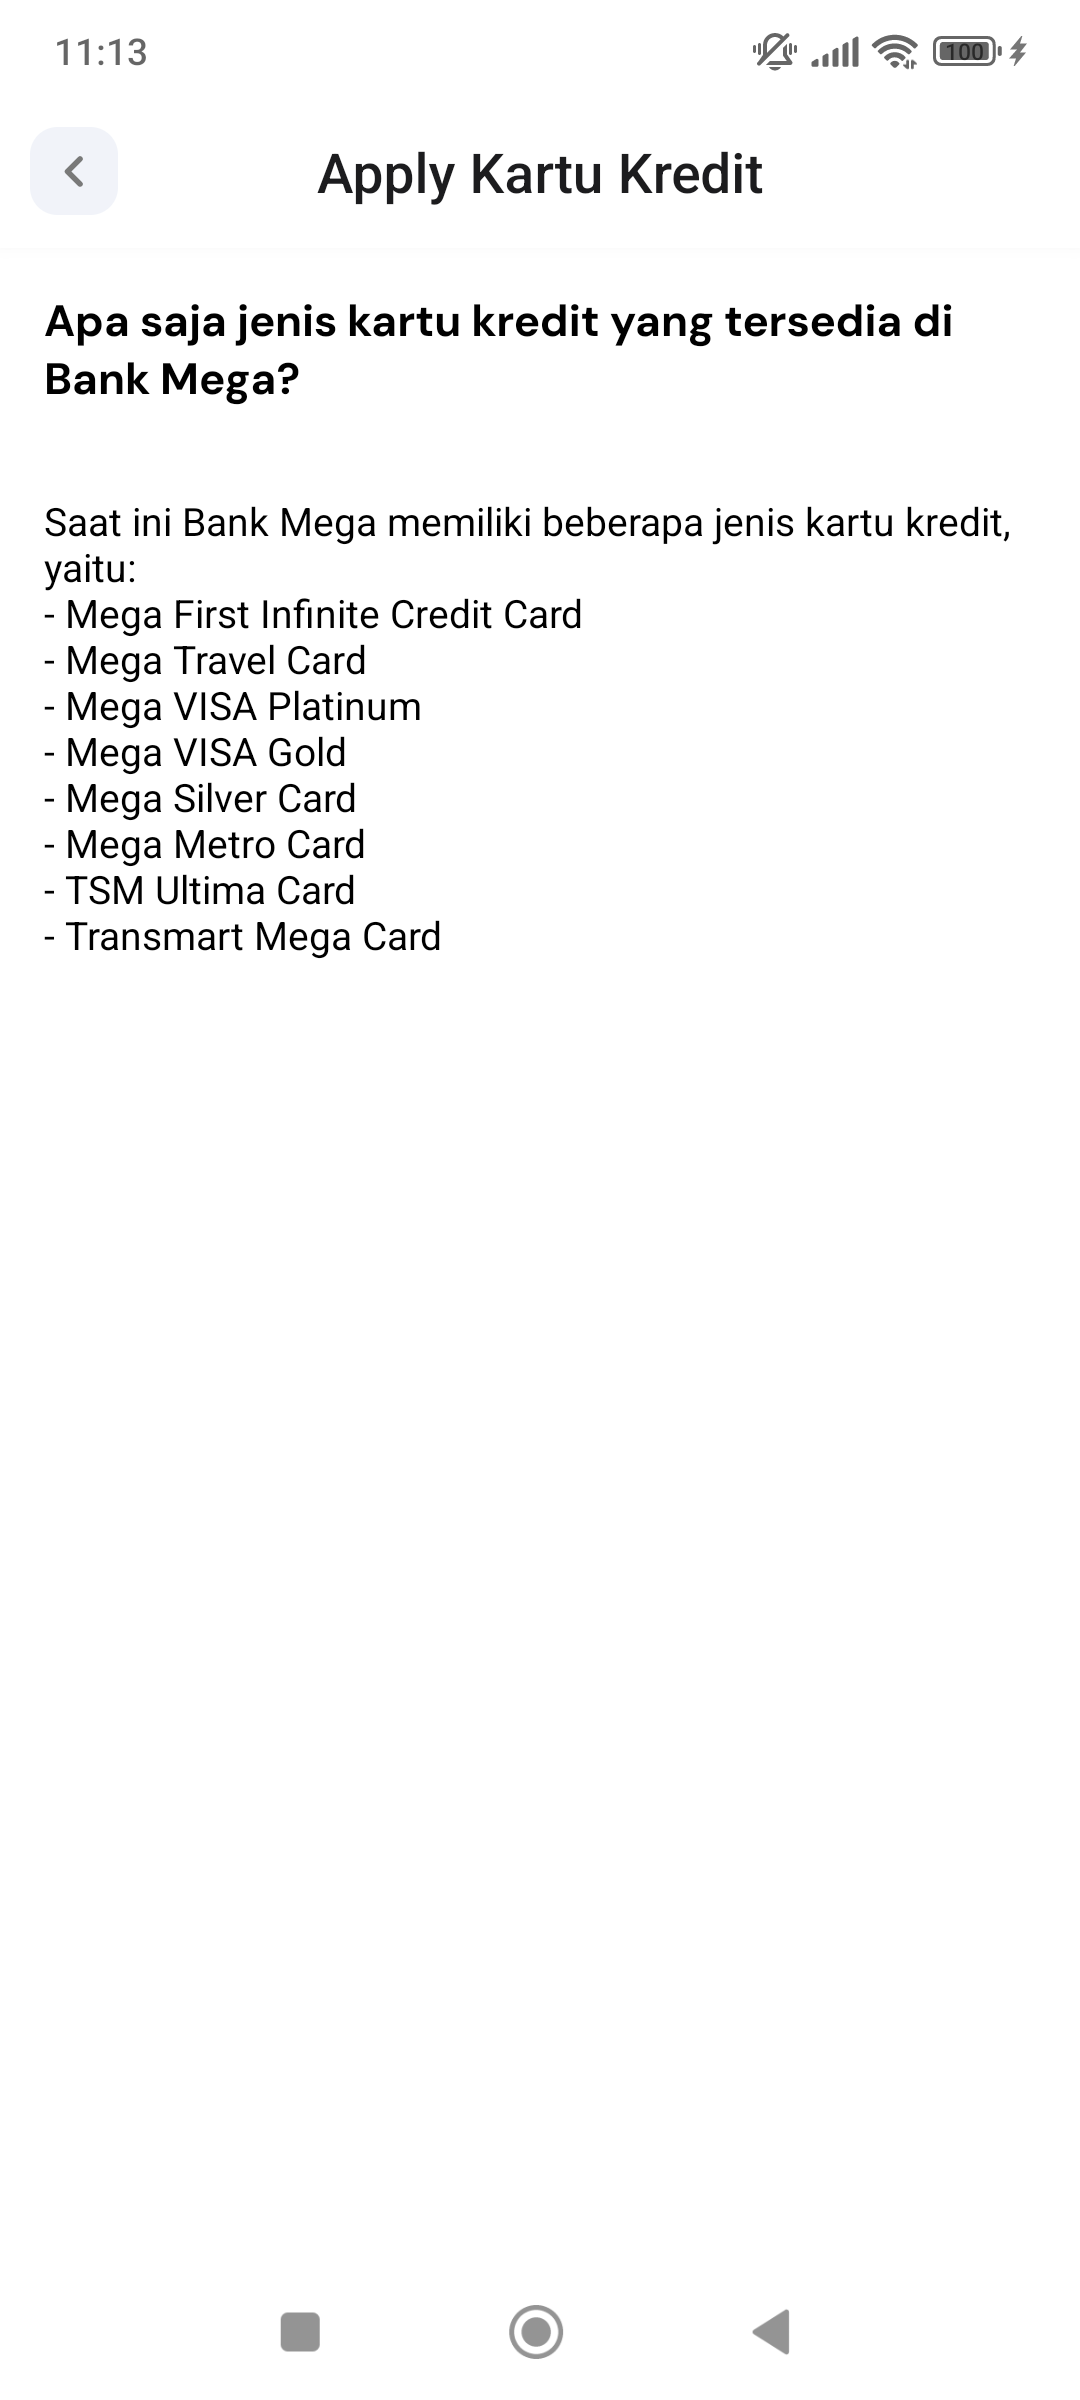 11:13
100
Apply Kartu Kredit
Apa saja jenis kartu kredit yang tersedia di
Bank Mega?
Saat ini Bank Mega memiliki beberapa jenis kartu kredit,
yaitu:
- Mega First Infinite Credit Card
- Mega Travel Card
- Mega VISA Platinum
- Mega VISA Gold
- Mega Silver Card
- Mega Metro Card
- TSM Ultima Card
- Transmart Mega Card